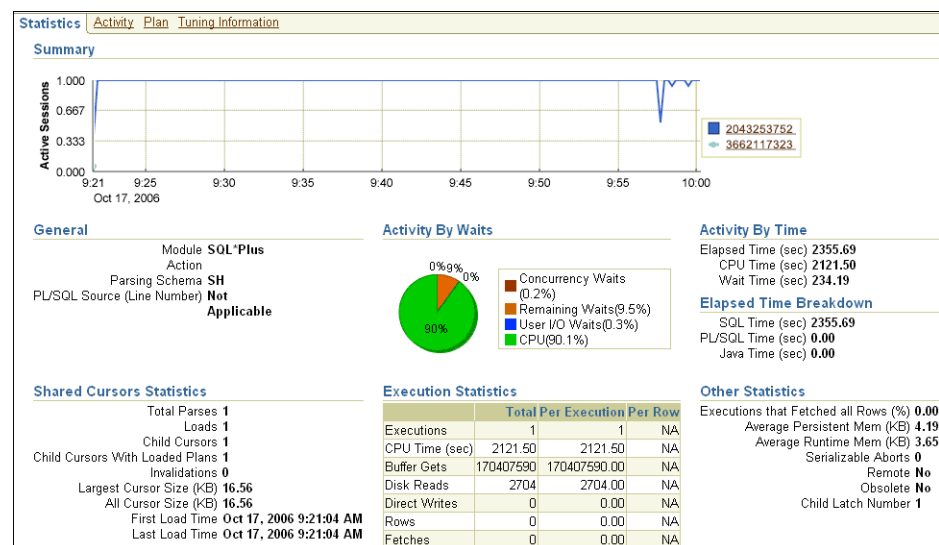 Statistics Activity Plan Tuning Information
Summary
Active Sessions
1.000
0.667
0.333
0.000
9:21 9:25 9:30 9:35 9:40 9:45 9:50 9:55 10:00
Oct 17, 2006
2043253752
3662117323
General
Module SQL*Plus
Action
Parsing Schema SH
PL/SQL Source (Line Number) Not
Applicable
Activity By Waits
0% 9%
0%
90%
Concurrency Waits
(0.2%)
Remaining Waits(9.5%)
User I/O Waits(0.3%)
CPU(90.1%)
Activity By Time
Elapsed Time (sec) 2355.69
CPU Time (sec) 2121.50
Wait Time (sec) 234.19
Elapsed Time Breakdown
SQL Time (sec) 2355.69
PL/SQL Time (sec) 0.00
Java Time (sec) 0.00
Shared Cursors Statistics
Total Parses 1
Loads 1
Child Cursors 1
Child Cursors With Loaded Plans 1
Invalidations 0
Largest Cursor Size (KB) 16.56
All Cursor Size (KB) 16.56
First Load Time Oct 17, 2006 9:21:04 AM
Last Load Time Oct 17, 2006 9:21:04 AM
Execution Statistics
Total Per Execution Per Row
Executions 1 1 NA
CPU Time (sec) 2121.50 2121.50 NA
Buffer Gets 170407590 170407590.00 NA
Disk Reads 2704 2704.00 NA
Direct Writes 0 0.00 NA
Rows 0 0.00 NA
Fetches 0 0.00 NA
Other Statistics
Executions that Fetched all Rows (%) 0.00
Average Persistent Mem (KB) 4.19
Average Runtime Mem (KB) 3.65
Serializable Aborts 0
Remote No
Obsolete No
Child Latch Number 1